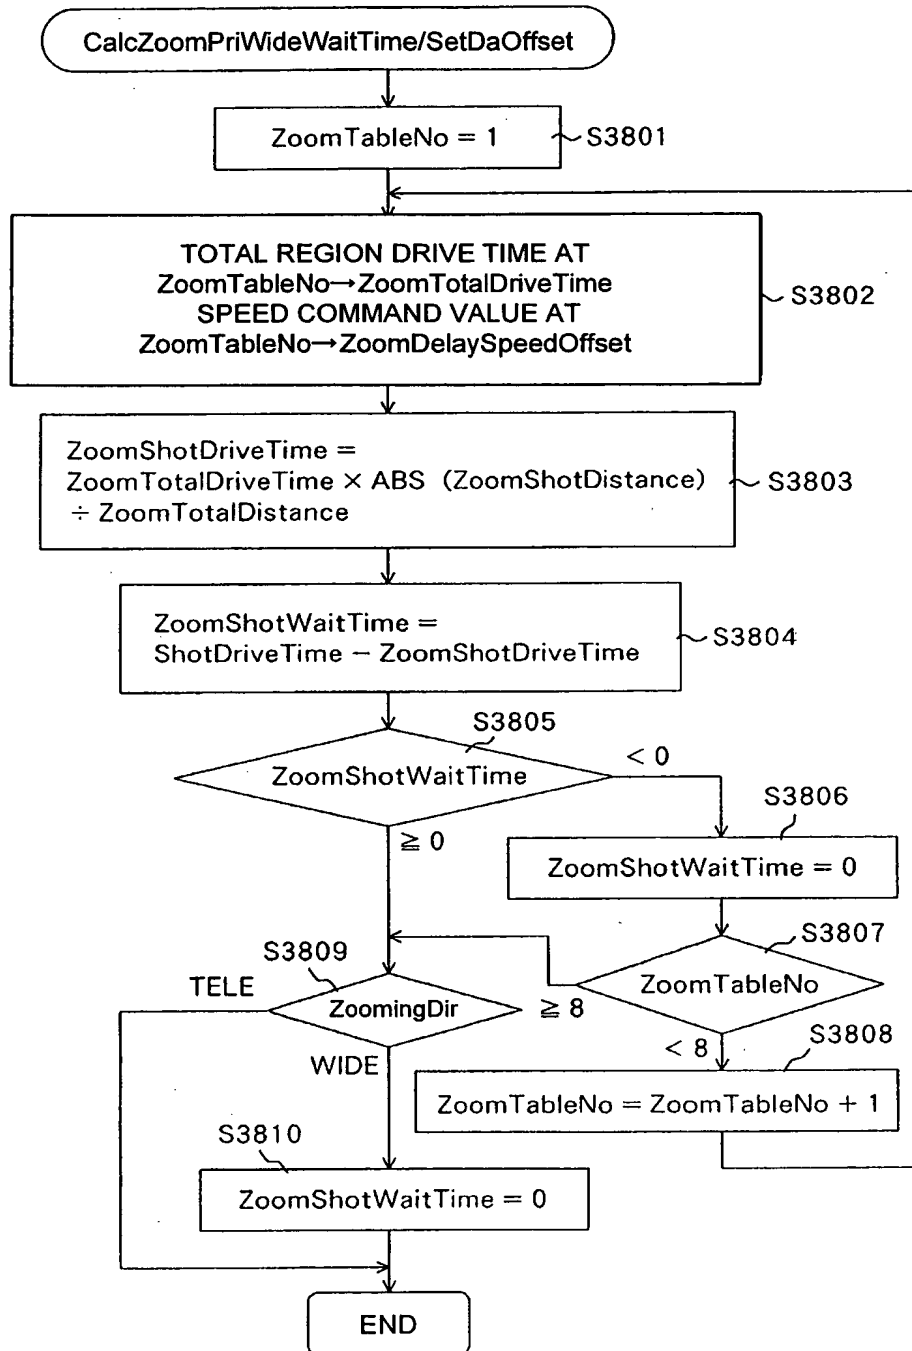 CalcZoomPriWideWaitTime/SetDaOffset
ZoomTableNo = 1
S3801
TOTAL REGION DRIVE TIME AT
ZoomTableNo→ZoomTotalDriveTime
SPEED COMMAND VALUE AT
ZoomTableNo→ZoomDelaySpeedOffset
S3802
ZoomShotDriveTime =
ZoomTotalDriveTime × ABS (ZoomShotDistance)
÷ ZoomTotalDistance
S3803
ZoomShotWaitTime =
ShotDriveTime − ZoomShotDriveTime
S3804
S3805
ZoomShotWaitTime
< 0
≧ 0
S3806
ZoomShotWaitTime = 0
S3807
ZoomTableNo
≧ 8
< 8
S3808
ZoomTableNo = ZoomTableNo + 1
S3809
TELE
ZoomingDir
WIDE
S3810
ZoomShotWaitTime = 0
END